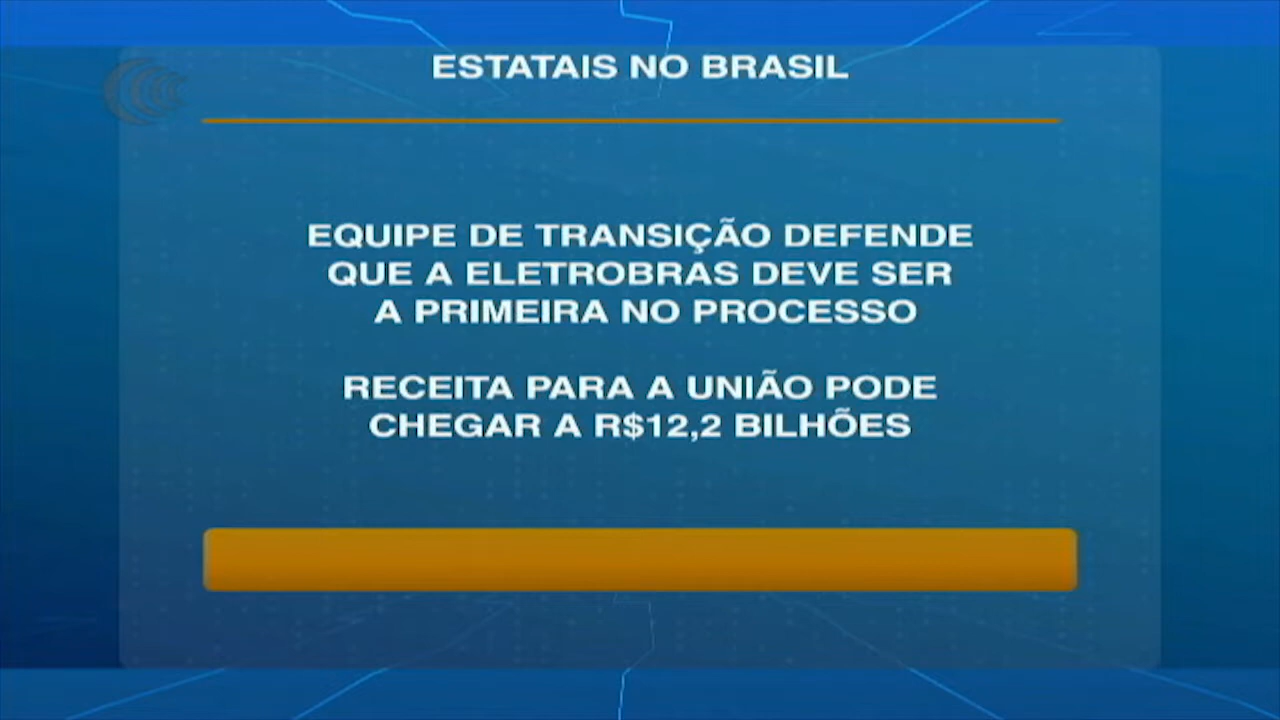 ESTATAIS NO BRASIL
EQUIPE DE TRANSIÇÃO DEFENDE
QUE A ELETROBRAS DEVE SER
A PRIMEIRA NO PROCESSO
RECEITA PARA A UNIÃO PODE
CHEGAR A R$12,2 BILHÕES